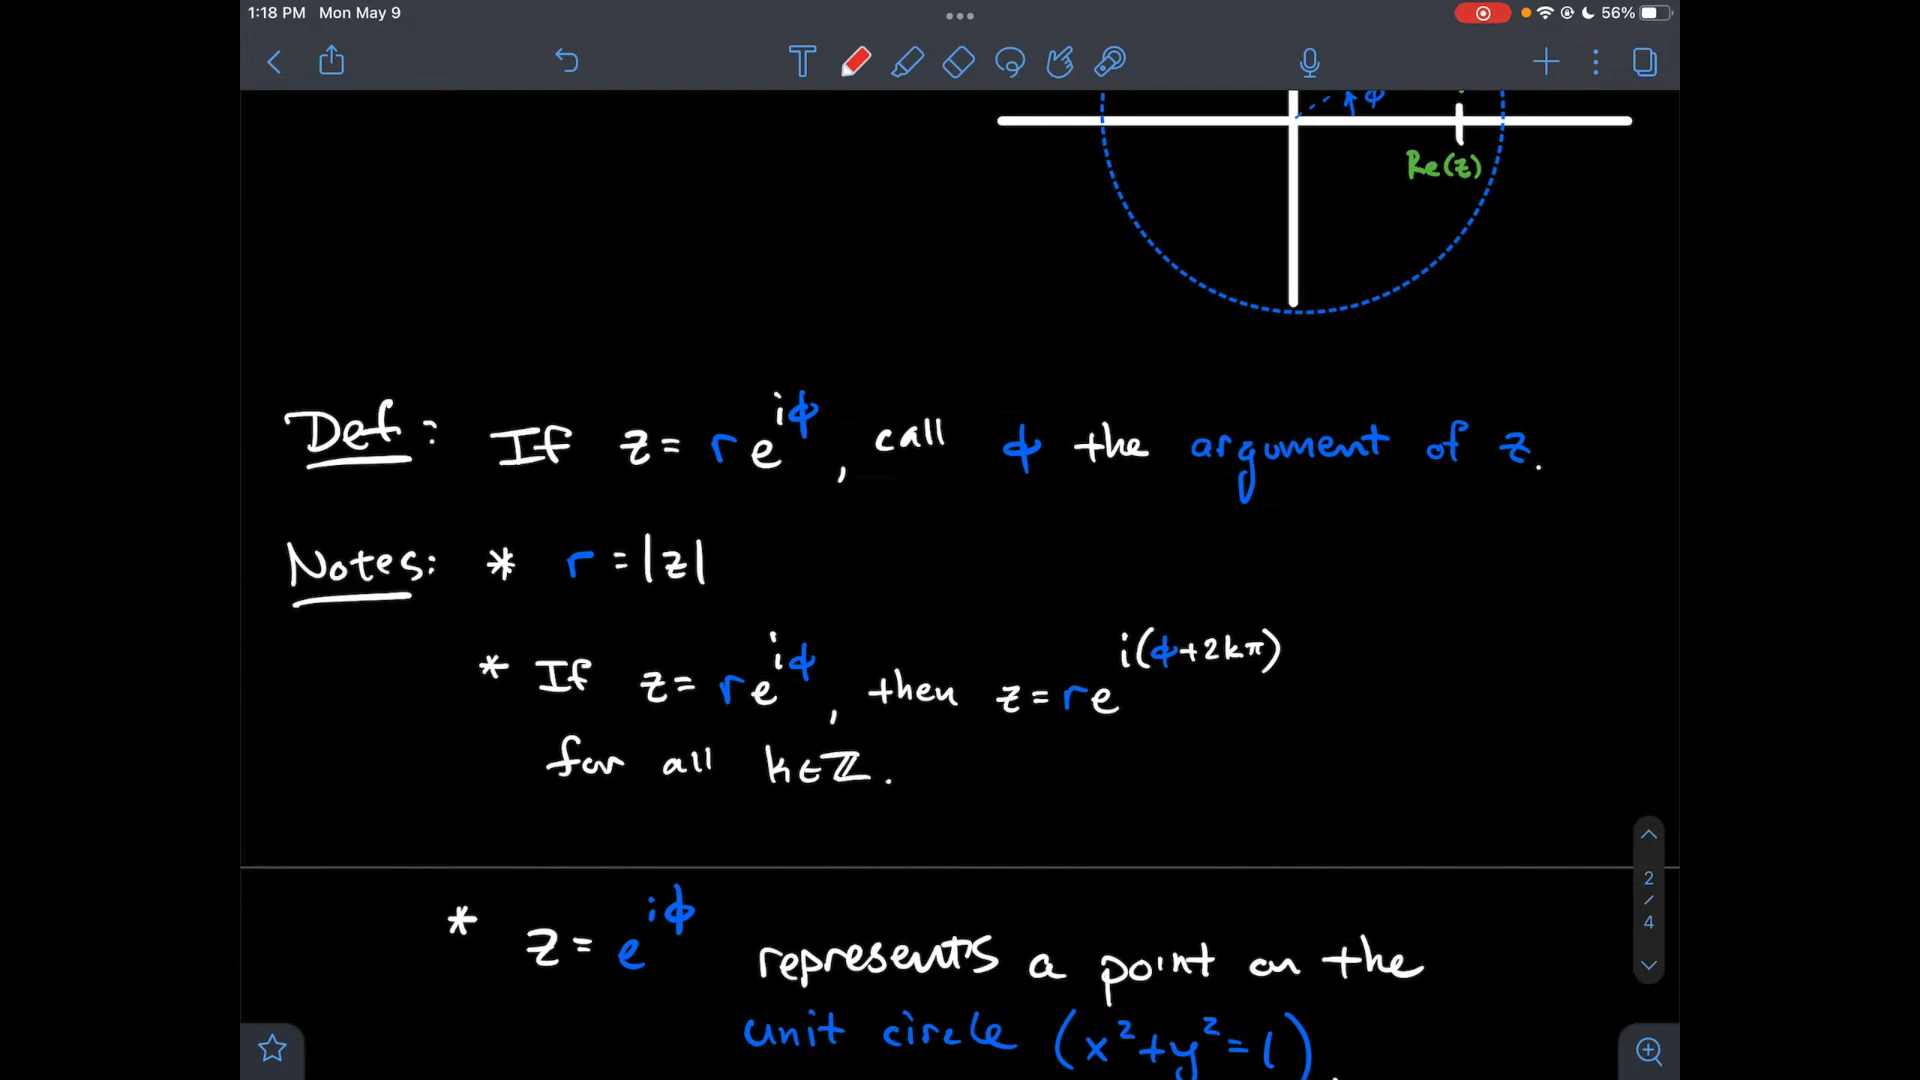 1:18 PM Mon May 9
56%
ϕ
Re(z)
Def: If z = re^{iϕ}, call ϕ the argument of z.
Notes: * r = |z|
* If z = re^{iϕ}, then z = re^{i(ϕ+2kπ)}
for all k∈ℤ.
2
/
4
* z = e^{iϕ} represents a point on the
unit circle (x²+y²=1).